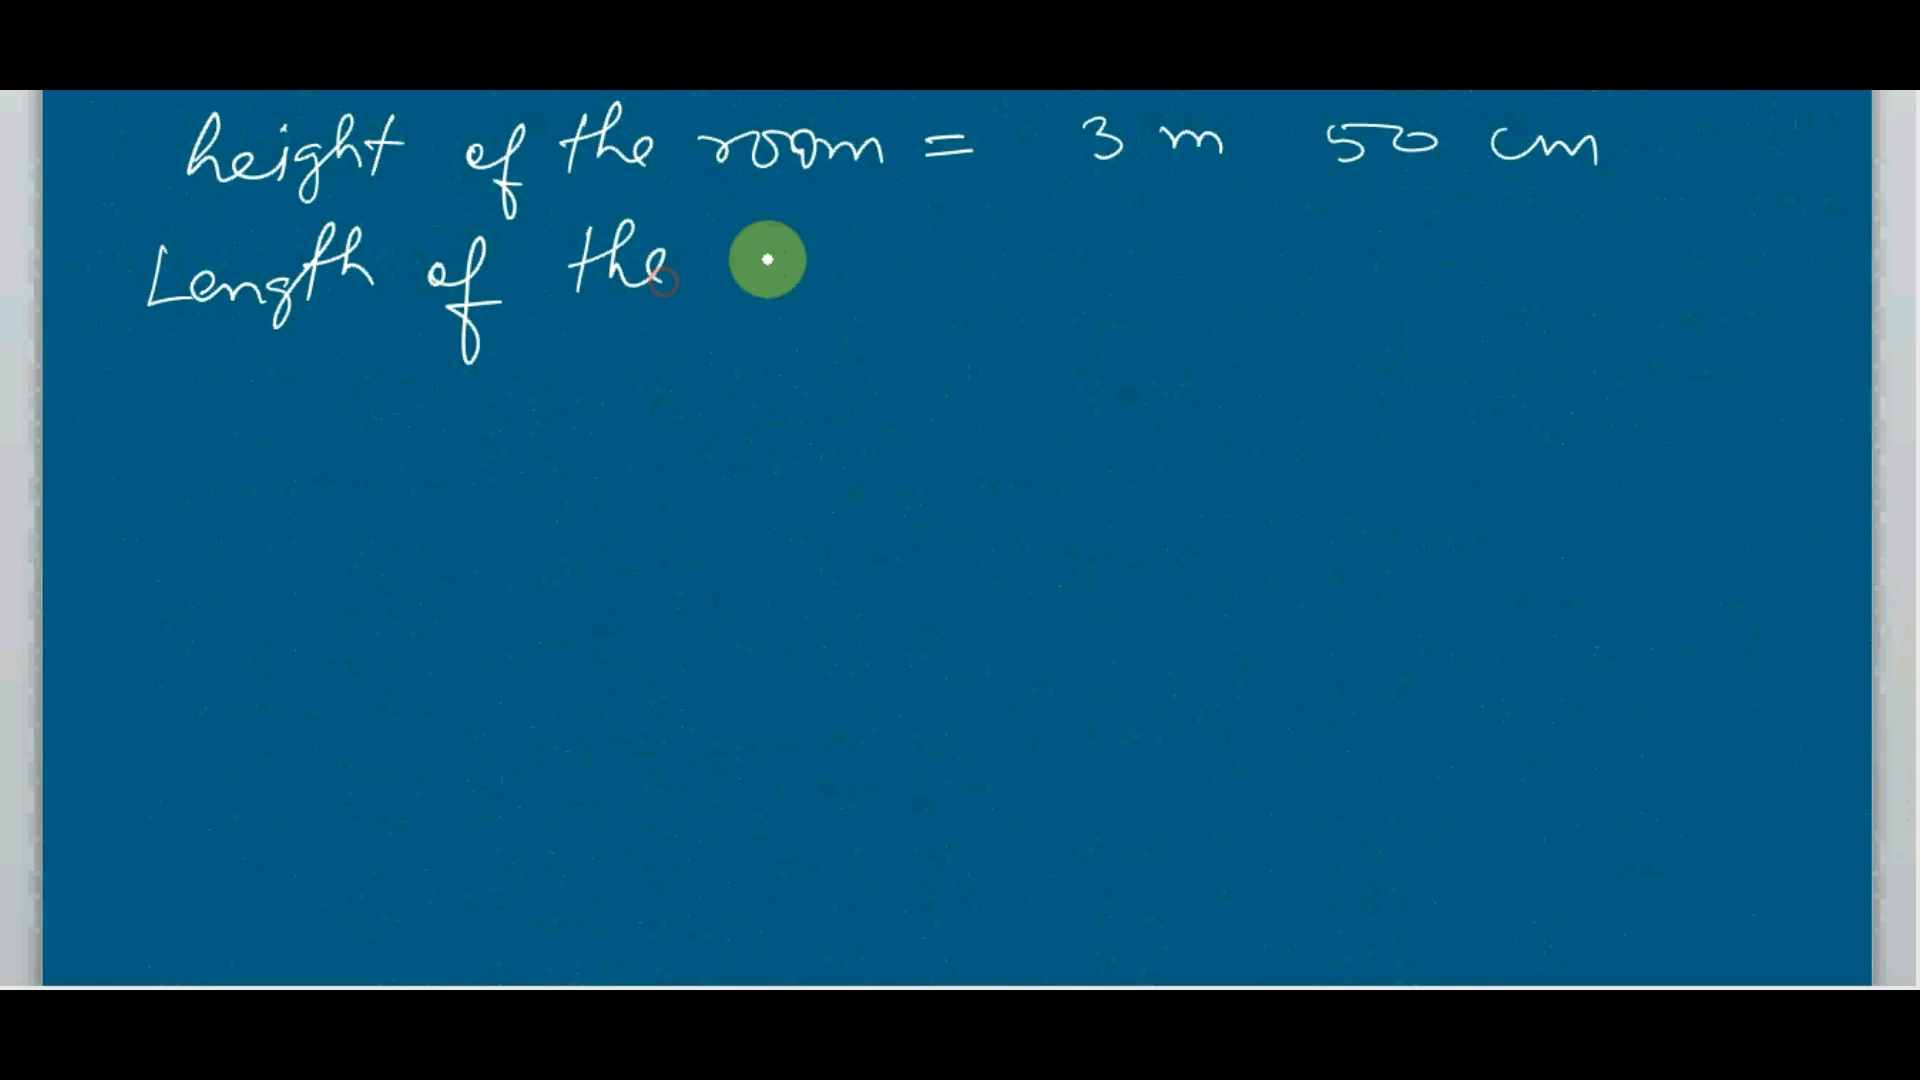 height of the room = 3 m 50 cm
Length of the